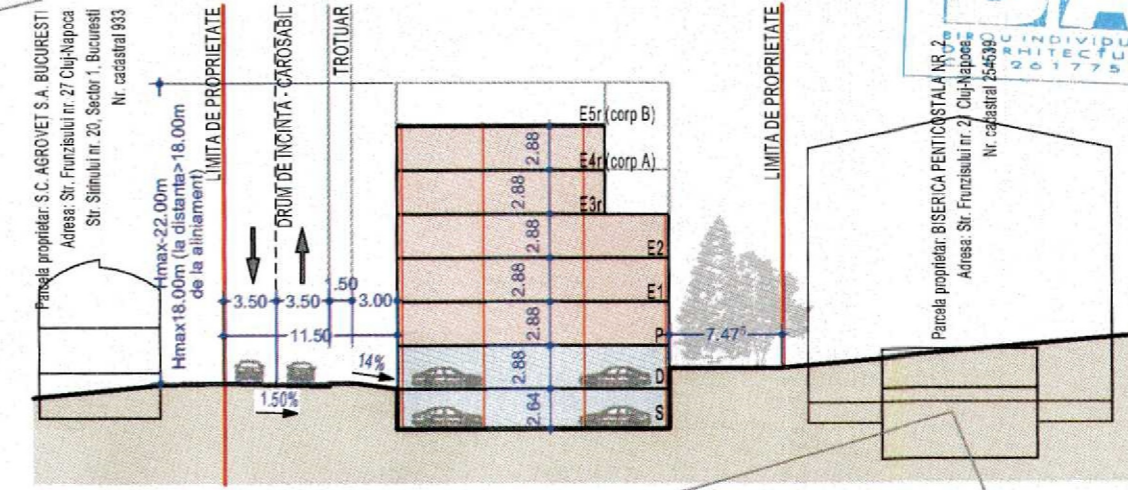 Parcela proprietar: S.C. AGROVET S.A. BUCURESTI
Adresa: Str. Frunzisului nr. 27 Cluj-Napoca
Str. Sirinului nr. 20, Sector 1, Bucuresti
Nr. cadastral 933
Hmax-22.00m
Hmax18.00m (la distanta>18.00m
de la aliniament)
LIMITA DE PROPRIETATE
DRUM DE INCINTA - CAROSABIL
TROTUAR
3.50
3.50
1.50
3.00
11.50
14%
1.50%
E5r (corp B)
E4r (corp A)
E3r
E2
E1
P
D
S
2.88
2.88
2.88
2.88
2.88
2.88
2.64
7.47⁵
LIMITA DE PROPRIETATE
Parcela proprietar: BISERICA PENTICOSTALA NR. 2
Adresa: Str. Frunzisului nr. 27 Cluj-Napoca
Nr. cadastral 254539
INDIVIDU
261775